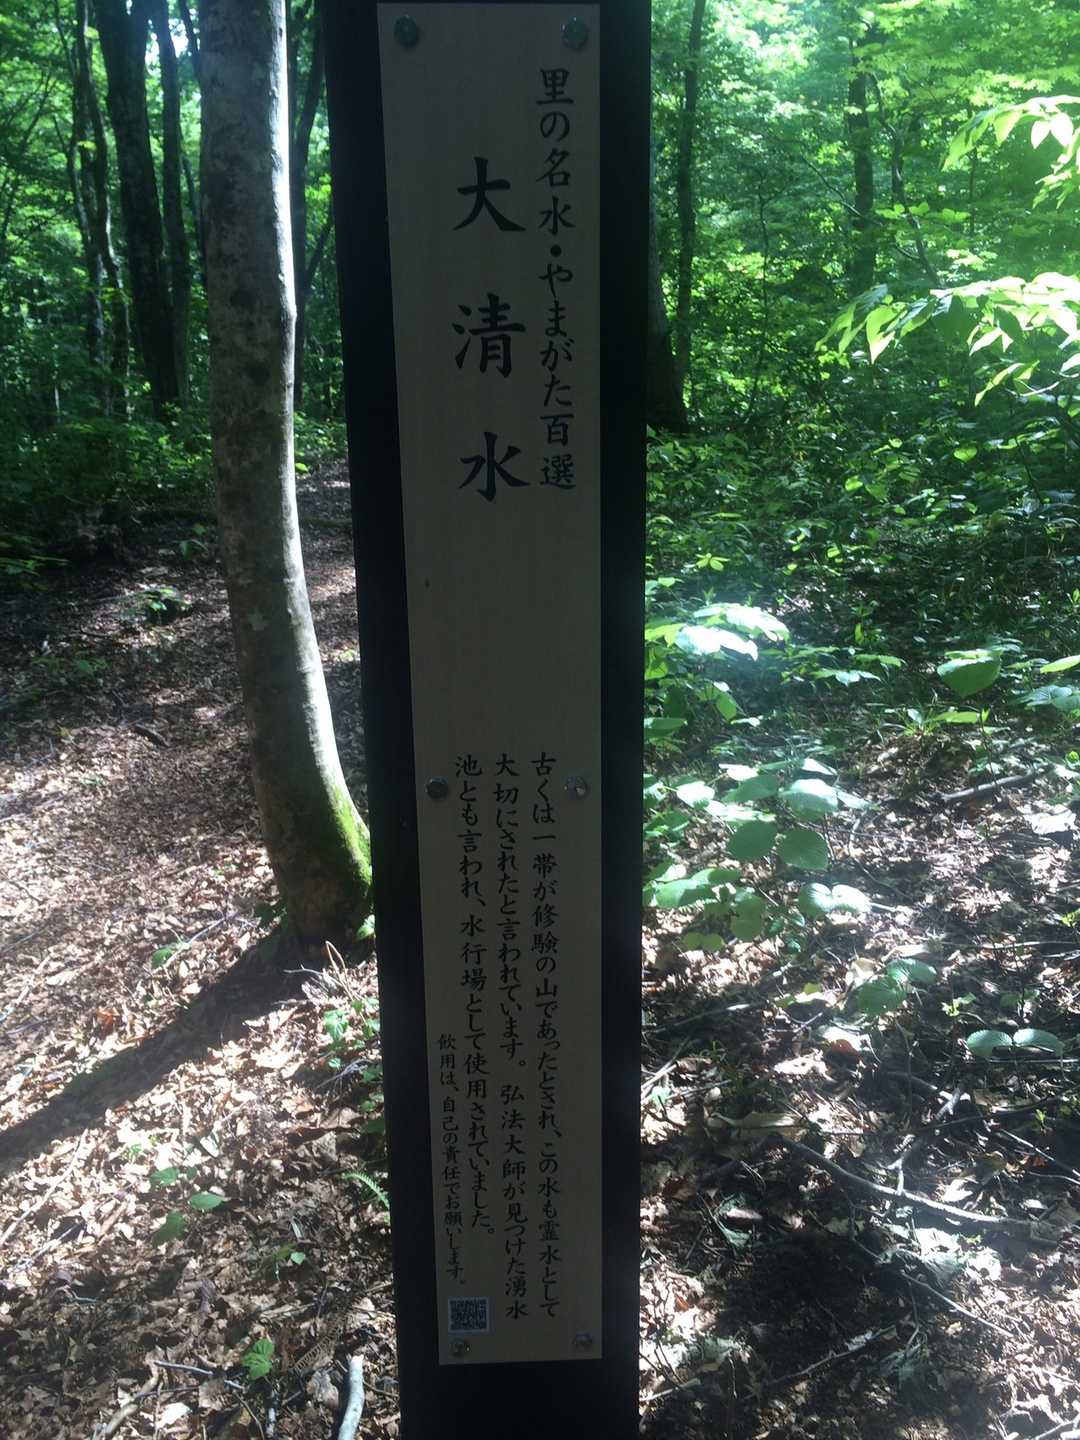 里の名水・やまがた百選
大清水
古くは一帯が修験の山であったとされ、この水も霊水として
大切にされたと言われています。弘法大師が見つけた湧水
池とも言われ、水行場として使用されていました。
飲用は、自己の責任でお願いします。